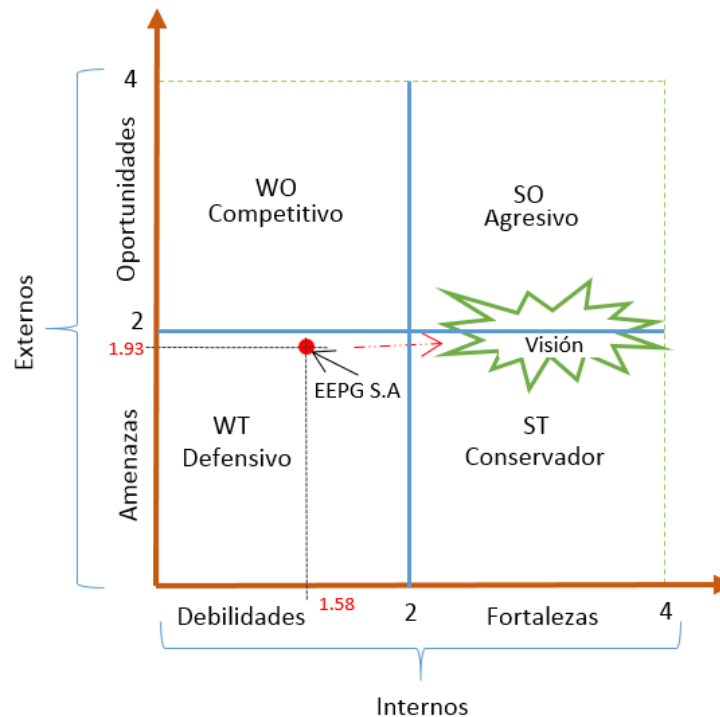 4
Oportunidades
WO
Competitivo
SO
Agresivo
Externos
2
1.93
Visión
EEPG S.A
Amenazas
WT
Defensivo
ST
Conservador
Debilidades
1.58
2
Fortalezas
4
Internos